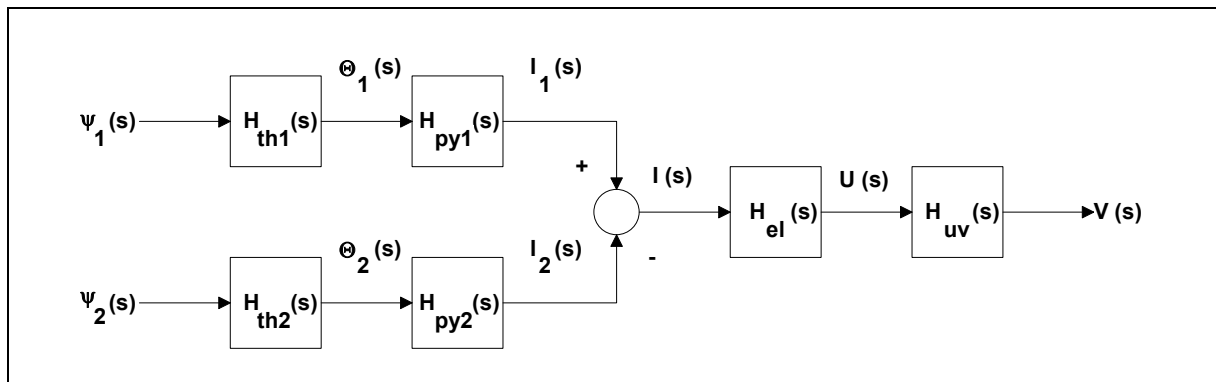 Θ1(s) I1(s)
Ψ1(s) Hth1(s) Hpy1(s)
+ I(s) U(s)
Hel(s) Huv(s) V(s)
Θ2(s) I2(s) -
Ψ2(s) Hth2(s) Hpy2(s)